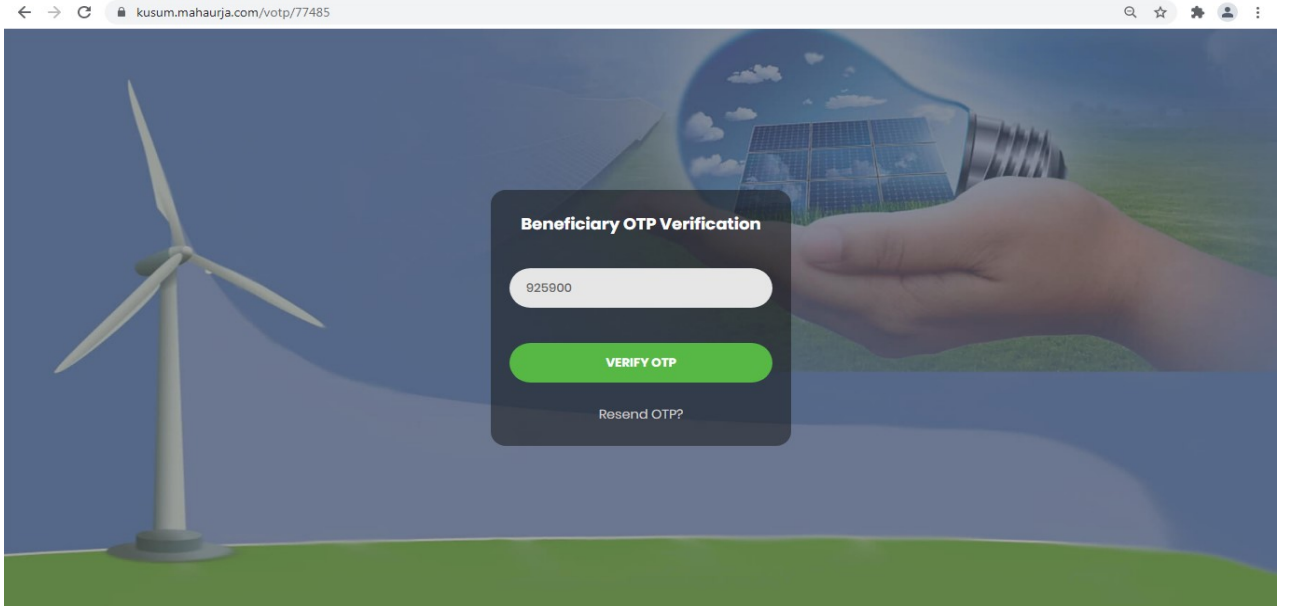 kusum.mahaurja.com/votp/77485
Beneficiary OTP Verification
925900
VERIFY OTP
Resend OTP?